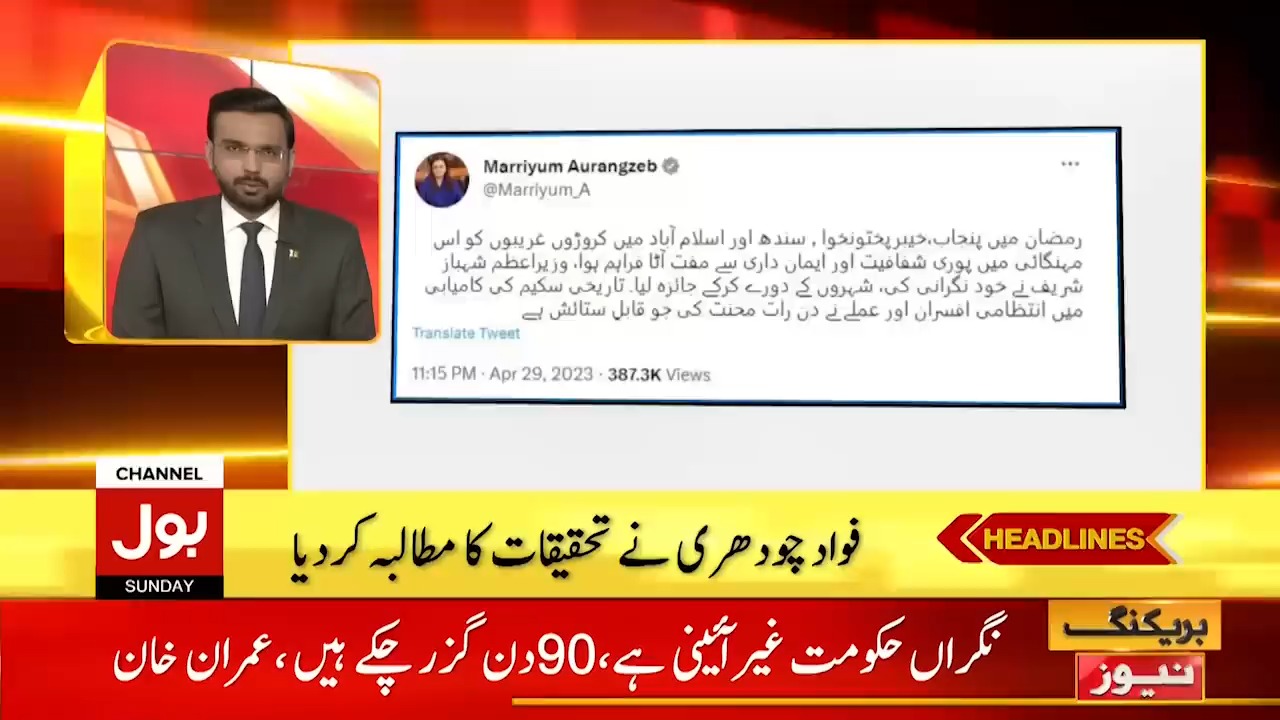 Marriyum Aurangzeb
@Marriyum_A
رمضان میں پنجاب،خیبرپختونخوا , سندھ اور اسلام آباد میں کروڑوں غریبوں کو اس
مہنگائی میں پوری شفافیت اور ایمان داری سے مفت آٹا فراہم ہوا، وزیراعظم شہباز
شریف نے خود نگرانی کی، شہروں کے دورے کرکے جائزہ لیا۔ تاریخی سکیم کی کامیابی
میں انتظامی افسران اور عملے نے دن رات محنت کی جو قابل ستائش ہے
Translate Tweet
11:15 PM · Apr 29, 2023 · 387.3K Views
CHANNEL
بول
SUNDAY
HEADLINES
فواد چودھری نے تحقیقات کا مطالبہ کردیا
بریکنگ
نیوز
نگراں حکومت غیر آئینی ہے،90دن گزر چکے ہیں،عمران خان